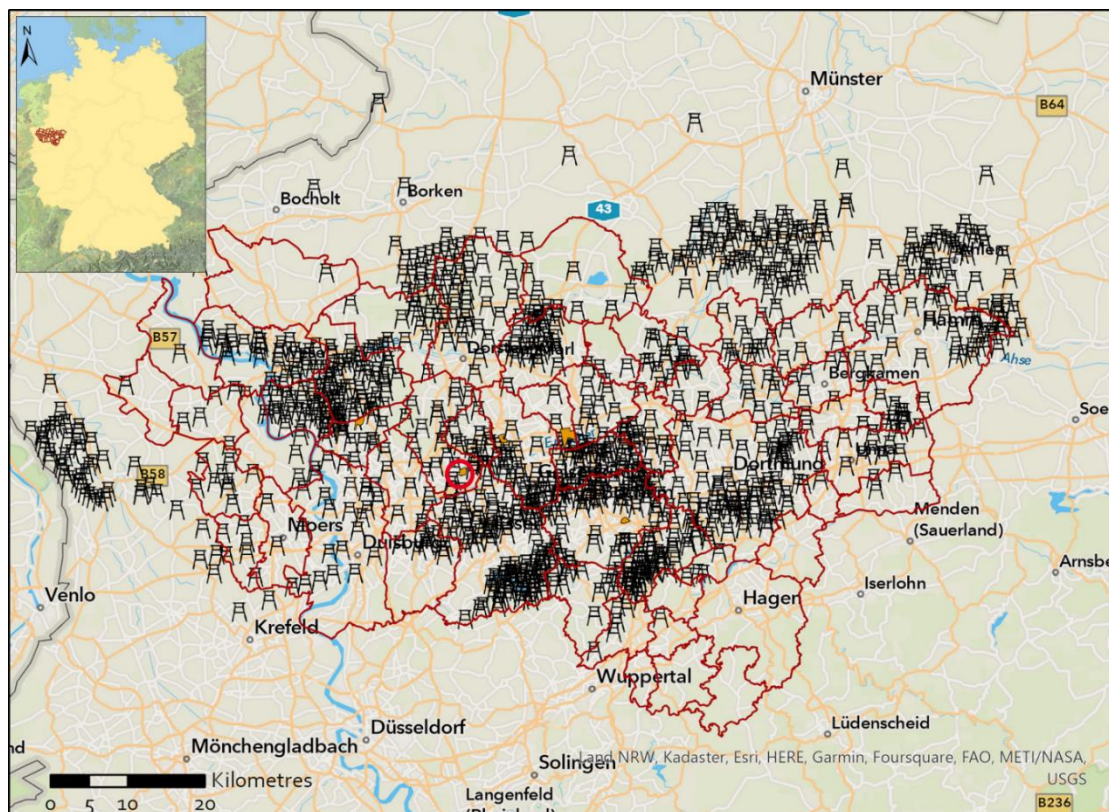 N
Münster
B64
Bocholt
Borken
43
B57
Hamm
Ahse
Bergkamen
Soe
B58
Dortmund
Moers
Duisburg
Menden
(Sauerland)
Arnsbe
Venlo
Iserlohn
Hagen
Krefeld
Wuppertal
Düsseldorf
Lüdenscheid
Mönchengladbach
Land NRW, Kadaster, Esri, HERE, Garmin, Foursquare, FAO, METI/NASA,
USGS
Solingen
Kilometres
0 5 10 20
Langenfeld
B236